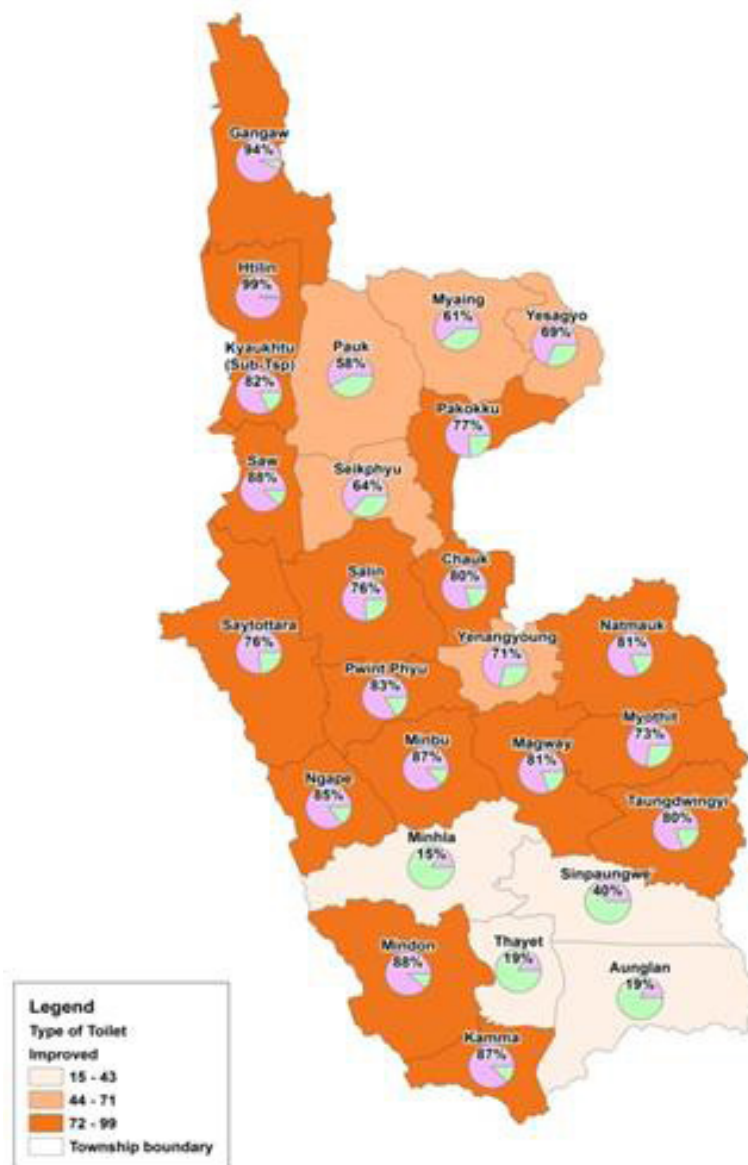 Gangaw
94%
Htilin
99%
Myaing
61%
Yesagyo
69%
Kyaukhtu
(Sub-Tsp)
82%
Pauk
58%
Pakokku
77%
Saw
88%
Seikphyu
64%
Salin
76%
Chauk
80%
Saytottara
76%
Yenangyoung
71%
Natmauk
81%
Pwint Phyu
83%
Myothit
73%
Minbu
87%
Magway
81%
Ngape
85%
Taungdwingyi
80%
Minhla
15%
Sinpaungwe
40%
Mindon
88%
Thayet
19%
Aunglan
19%
Kamma
87%
Legend
Type of Toilet
Improved
15 - 43
44 - 71
72 - 99
Township boundary